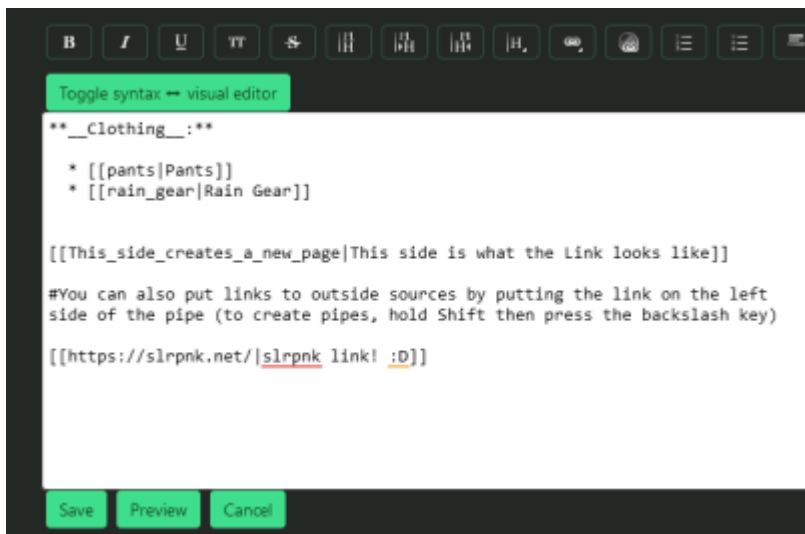 B I U TT S H H H H,
Toggle syntax ↔ visual editor
**__Clothing__:**
* [[pants|Pants]]
* [[rain_gear|Rain Gear]]
[[This_side_creates_a_new_page|This side is what the Link looks like]]
#You can also put links to outside sources by putting the link on the left
side of the pipe (to create pipes, hold Shift then press the backslash key)
[[https://slrpnk.net/|slrpnk link! :D]]
Save Preview Cancel